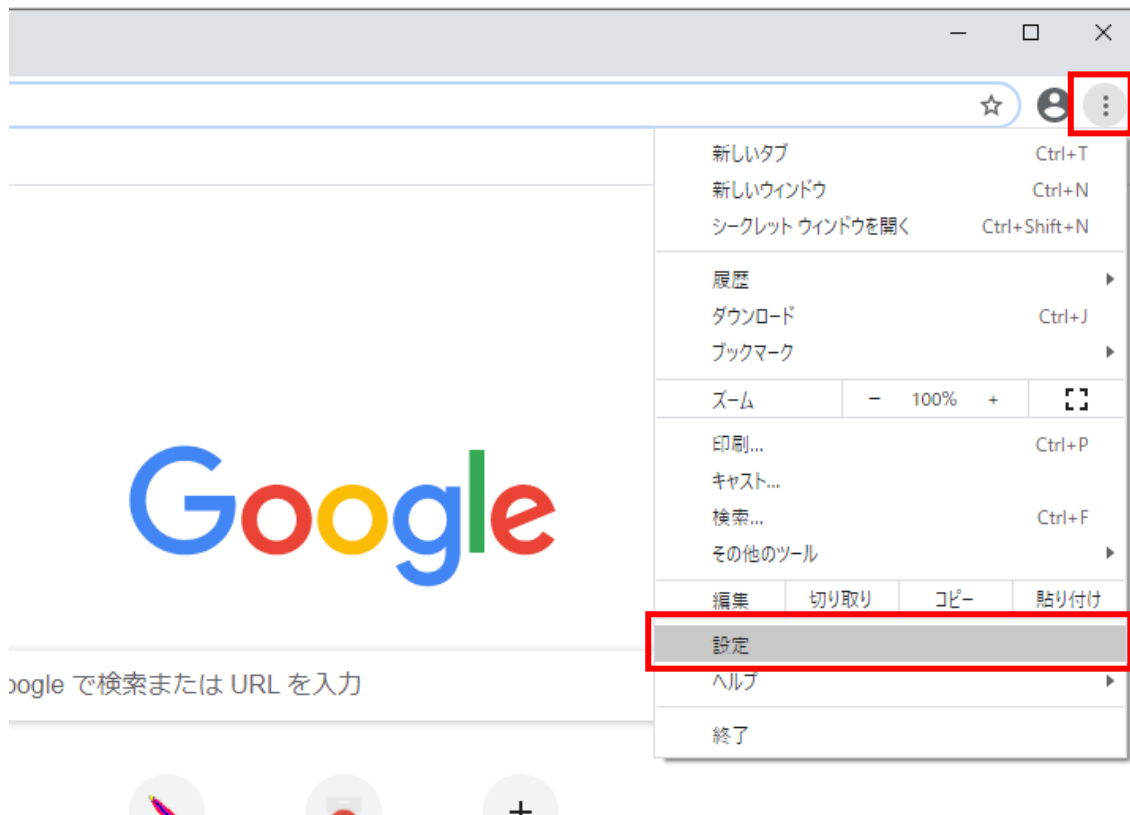 新しいタブ Ctrl+T
新しいウィンドウ Ctrl+N
シークレット ウィンドウを開く Ctrl+Shift+N
履歴
ダウンロード Ctrl+J
ブックマーク
ズーム - 100% +
印刷... Ctrl+P
キャスト...
検索... Ctrl+F
その他のツール
編集 切り取り コピー 貼り付け
設定
ヘルプ
終了
Google
oogle で検索または URL を入力